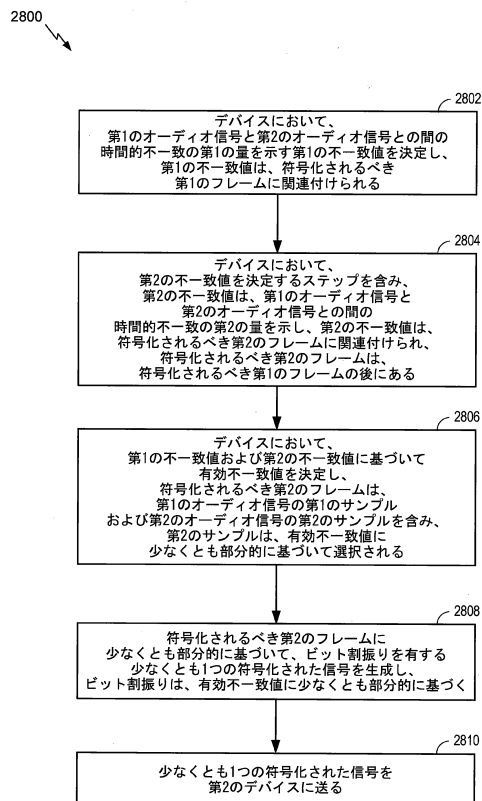 2800
2802
デバイスにおいて、
第1のオーディオ信号と第2のオーディオ信号との間の
時間的不一致の第1の量を示す第1の不一致値を決定し、
第1の不一致値は、符号化されるべき
第1のフレームに関連付けられる
2804
デバイスにおいて、
第2の不一致値を決定するステップを含み、
第2の不一致値は、第1のオーディオ信号と
第2のオーディオ信号との間の
時間的不一致の第2の量を示し、第2の不一致値は、
符号化されるべき第2のフレームに関連付けられ、
符号化されるべき第2のフレームは、
符号化されるべき第1のフレームの後にある
2806
デバイスにおいて、
第1の不一致値および第2の不一致値に基づいて
有効不一致値を決定し、
符号化されるべき第2のフレームは、
第1のオーディオ信号の第1のサンプル
および第2のオーディオ信号の第2のサンプルを含み、
第2のサンプルは、有効不一致値に
少なくとも部分的に基づいて選択される
2808
符号化されるべき第2のフレームに
少なくとも部分的に基づいて、ビット割振りを有する
少なくとも1つの符号化された信号を生成し、
ビット割振りは、有効不一致値に少なくとも部分的に基づく
2810
少なくとも1つの符号化された信号を
第2のデバイスに送る